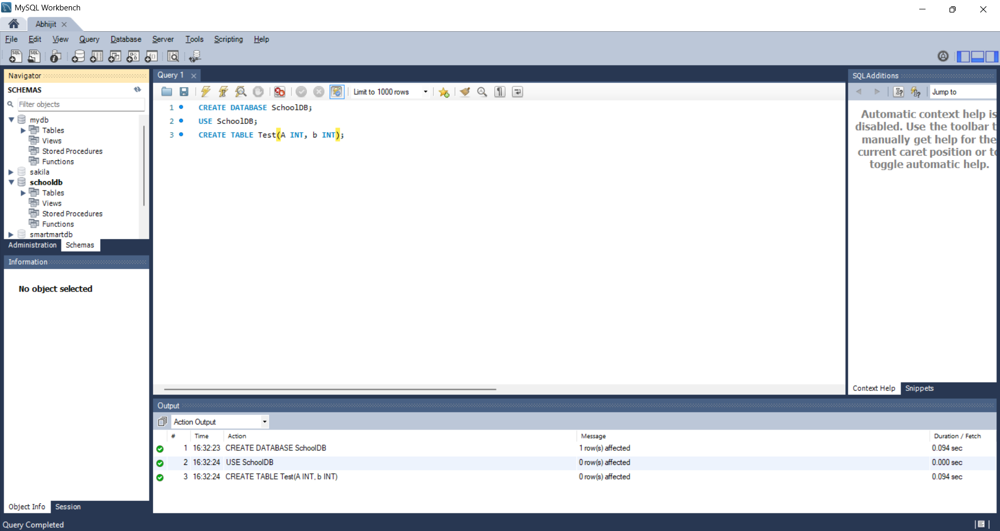 MySQL Workbench
Abhijit
File Edit View Query Database Server Tools Scripting Help
Navigator
SCHEMAS
Filter objects
mydb
Tables
Views
Stored Procedures
Functions
sakila
schooldb
Tables
Views
Stored Procedures
Functions
smartmartdb
Administration Schemas
Information
No object selected
Object Info Session
Query 1
Limit to 1000 rows
1 CREATE DATABASE SchoolDB;
2 USE SchoolDB;
3 CREATE TABLE Test(A INT, b INT);
SQLAdditions
Jump to
Automatic context help is
disabled. Use the toolbar t
manually get help for the
current caret position or to
toggle automatic help.
Context Help Snippets
Output
Action Output
# Time Action Message Duration / Fetch
1 16:32:23 CREATE DATABASE SchoolDB 1 row(s) affected 0.094 sec
2 16:32:24 USE SchoolDB 0 row(s) affected 0.000 sec
3 16:32:24 CREATE TABLE Test(A INT, b INT) 0 row(s) affected 0.094 sec
Query Completed